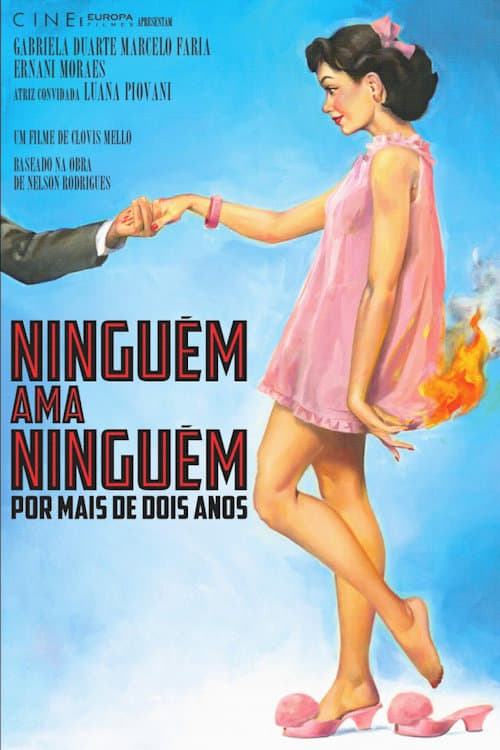 CINE EUROPA FILMES APRESENTAM
GABRIELA DUARTE MARCELO FARIA
ERNANI MORAES
ATRIZ CONVIDADA LUANA PIOVANI
UM FILME DE CLOVIS MELLO
BASEADO NA OBRA
DE NELSON RODRIGUES
NINGUÉM
AMA
NINGUÉM
POR MAIS DE DOIS ANOS